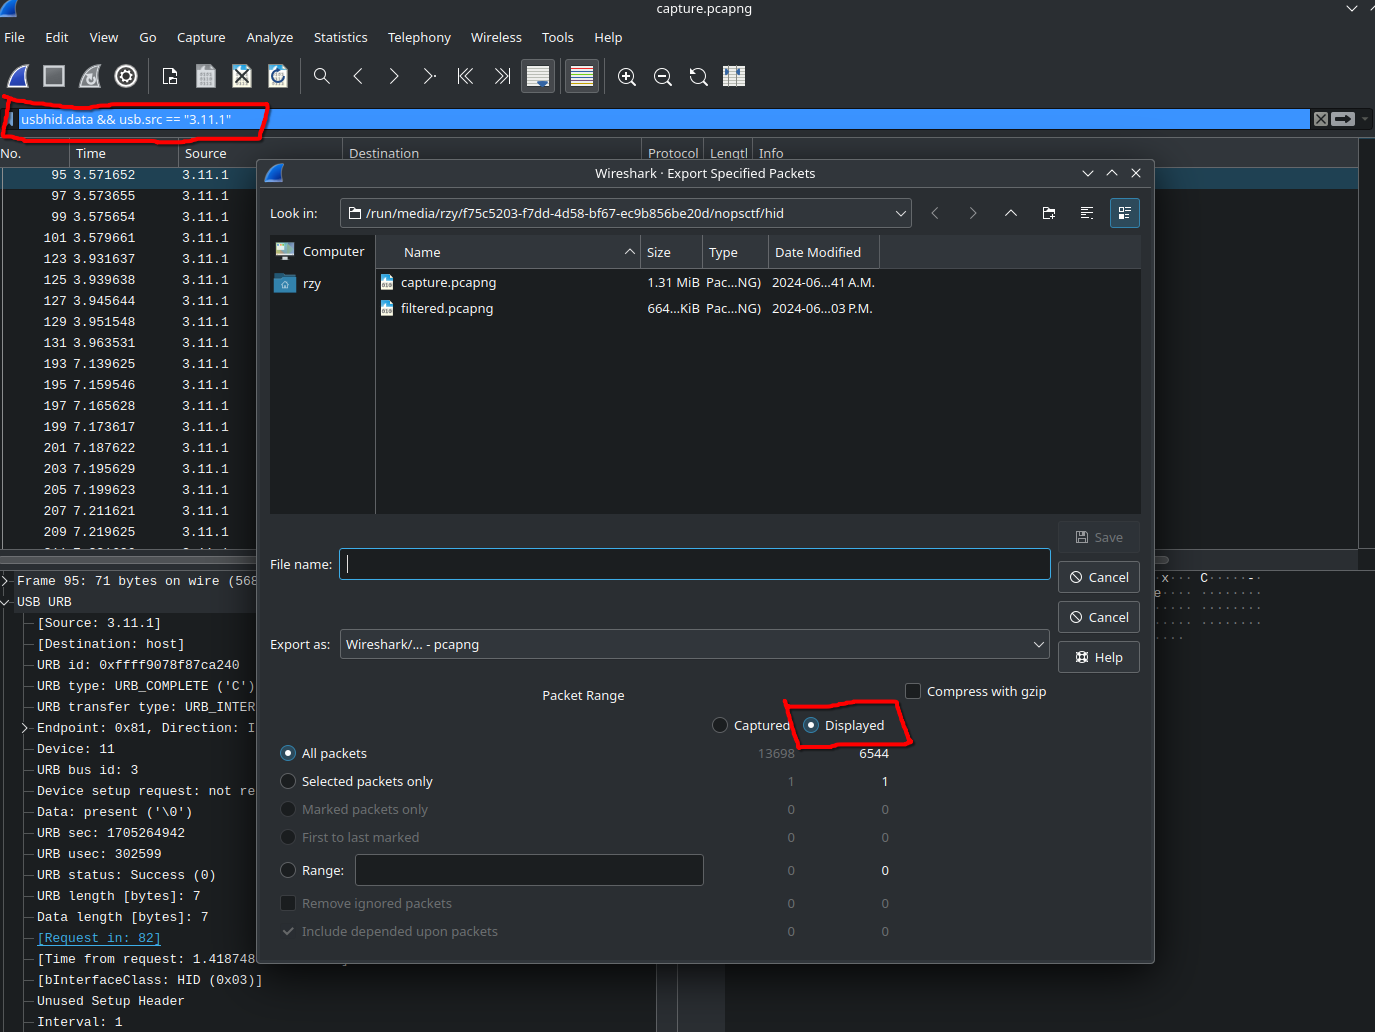 capture.pcapng
File Edit View Go Capture Analyze Statistics Telephony Wireless Tools Help
usbhid.data && usb.src == "3.11.1"
No. Time Source Destination Protocol Lengtl Info
95 3.571652 3.11.1
97 3.573655 3.11.1
99 3.575654 3.11.1
101 3.579661 3.11.1
123 3.931637 3.11.1
125 3.939638 3.11.1
127 3.945644 3.11.1
129 3.951548 3.11.1
131 3.963531 3.11.1
193 7.139625 3.11.1
195 7.159546 3.11.1
197 7.165628 3.11.1
199 7.173617 3.11.1
201 7.187622 3.11.1
203 7.195629 3.11.1
205 7.199623 3.11.1
207 7.211621 3.11.1
209 7.219625 3.11.1
Wireshark · Export Specified Packets
Look in: /run/media/rzy/f75c5203-f7dd-4d58-bf67-ec9b856be20d/nopsctf/hid
Computer
rzy
Name Size Type Date Modified
capture.pcapng 1.31 MiB Pac...NG) 2024-06...41 A.M.
filtered.pcapng 664...KiB Pac...NG) 2024-06...03 P.M.
Save
File name:
Cancel
Cancel
Export as: Wireshark/... - pcapng
Help
Compress with gzip
Packet Range
Captured Displayed
All packets 13698 6544
Selected packets only 1 1
Marked packets only 0 0
First to last marked 0 0
Range: 0 0
Remove ignored packets 0 0
Include depended upon packets 0 0
Frame 95: 71 bytes on wire (568
USB URB
[Source: 3.11.1]
[Destination: host]
URB id: 0xffff9078f87ca240
URB type: URB_COMPLETE ('C')
URB transfer type: URB_INTER
Endpoint: 0x81, Direction: I
Device: 11
URB bus id: 3
Device setup request: not re
Data: present ('\0')
URB sec: 1705264942
URB usec: 302599
URB status: Success (0)
URB length [bytes]: 7
Data length [bytes]: 7
[Request in: 82]
[Time from request: 1.418748
[bInterfaceClass: HID (0x03)]
Unused Setup Header
Interval: 1
x··· C·····-·
e···· ········